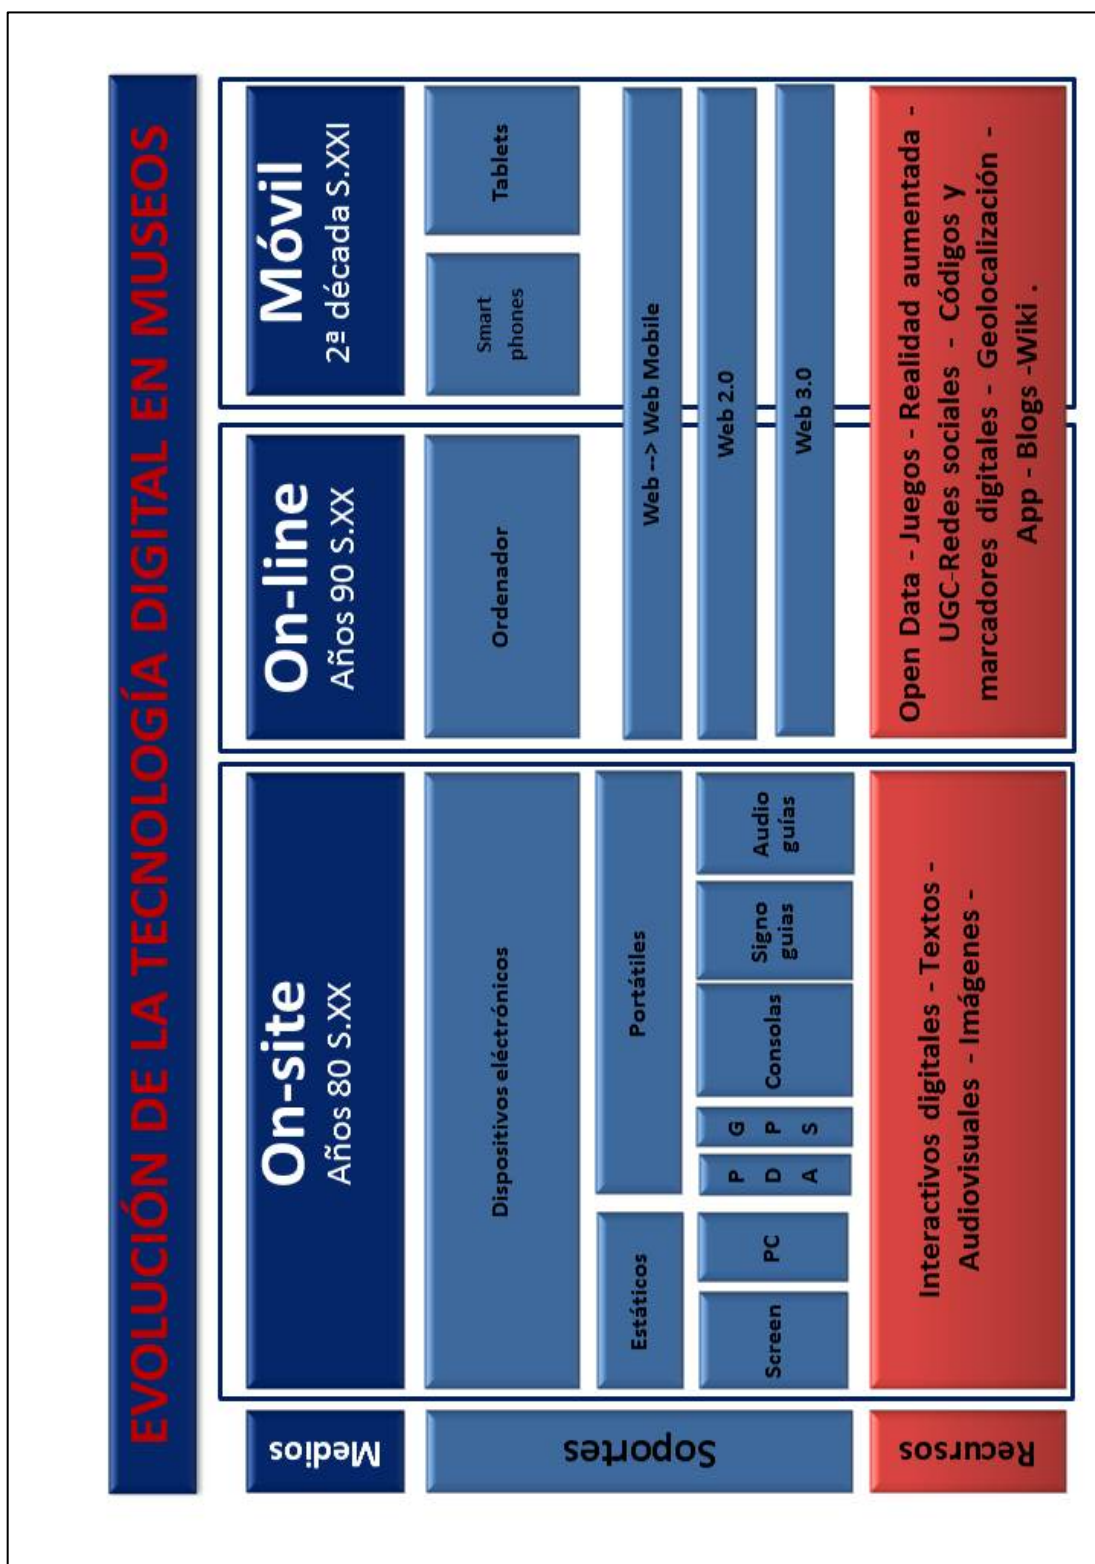 EVOLUCIÓN DE LA TECNOLOGÍA DIGITAL EN MUSEOS
Medios
On-site
Años 80 S.XX
On-line
Años 90 S.XX
Móvil
2ª década S.XXI
Soportes
Dispositivos eléctrónicos
Ordenador
Smart
phones
Tablets
Estáticos
Portátiles
Web --> Web Mobile
Screen
PC
P
D
A
G
P
S
Consolas
Signo
guias
Audio
guías
Web 2.0
Web 3.0
Recursos
Interactivos digitales - Textos -
Audiovisuales - Imágenes -
Open Data - Juegos - Realidad aumentada -
UGC-Redes sociales - Códigos y
marcadores digitales - Geolocalización -
App - Blogs -Wiki .